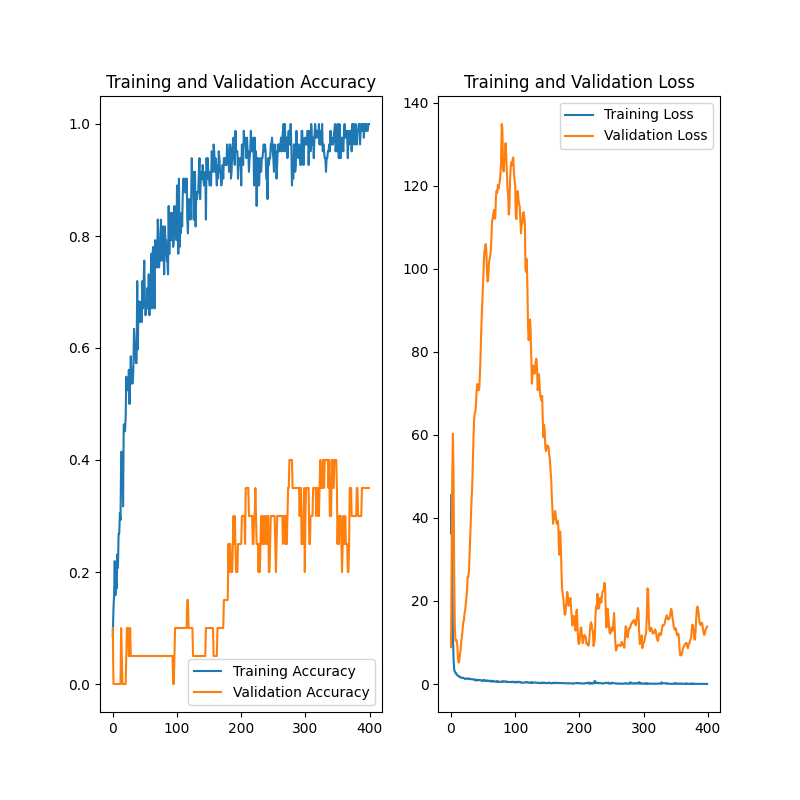 Training and Validation Accuracy
1.0
0.8
0.6
0.4
0.2
0.0
0 100 200 300 400
Training Accuracy
Validation Accuracy
Training and Validation Loss
140
120
100
80
60
40
20
0
0 100 200 300 400
Training Loss
Validation Loss